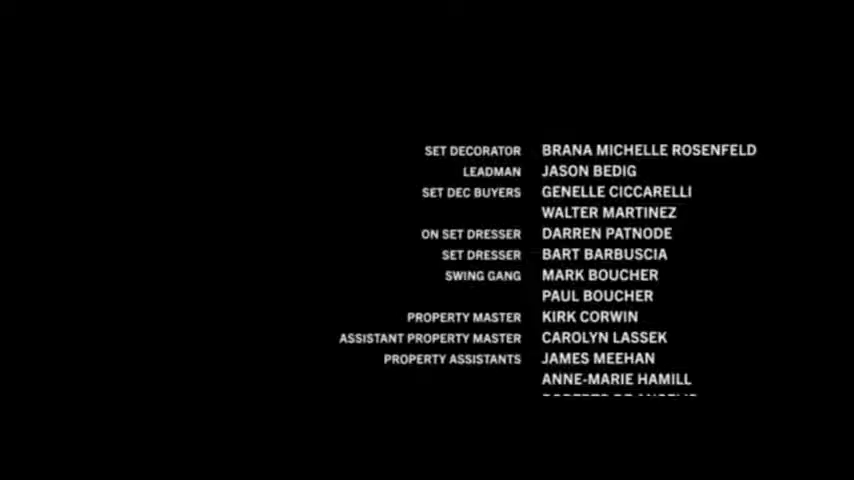 SET DECORATOR BRANA MICHELLE ROSENFELD
LEADMAN JASON BEDIG
SET DEC BUYERS GENELLE CICCARELLI
WALTER MARTINEZ
ON SET DRESSER DARREN PATNODE
SET DRESSER BART BARBUSCIA
SWING GANG MARK BOUCHER
PAUL BOUCHER
PROPERTY MASTER KIRK CORWIN
ASSISTANT PROPERTY MASTER CAROLYN LASSEK
PROPERTY ASSISTANTS JAMES MEEHAN
ANNE-MARIE HAMILL